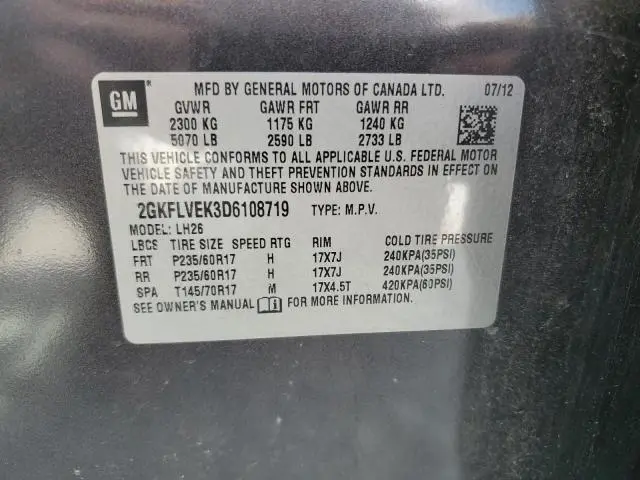 GM ® MFD BY GENERAL MOTORS OF CANADA LTD. 07/12
GVWR GAWR FRT GAWR RR
2300 KG 1175 KG 1240 KG
5070 LB 2590 LB 2733 LB
THIS VEHICLE CONFORMS TO ALL APPLICABLE U.S. FEDERAL MOTOR
VEHICLE SAFETY AND THEFT PREVENTION STANDARDS IN EFFECT ON
THE DATE OF MANUFACTURE SHOWN ABOVE.
2GKFLVEK3D6108719 TYPE: M.P.V.
MODEL: LH26
LBCS TIRE SIZE SPEED RTG RIM COLD TIRE PRESSURE
FRT P235/60R17 H 17X7J 240KPA(35PSI)
RR P235/60R17 H 17X7J 240KPA(35PSI)
SPA T145/70R17 M 17X4.5T 420KPA(60PSI)
SEE OWNER'S MANUAL FOR MORE INFORMATION.